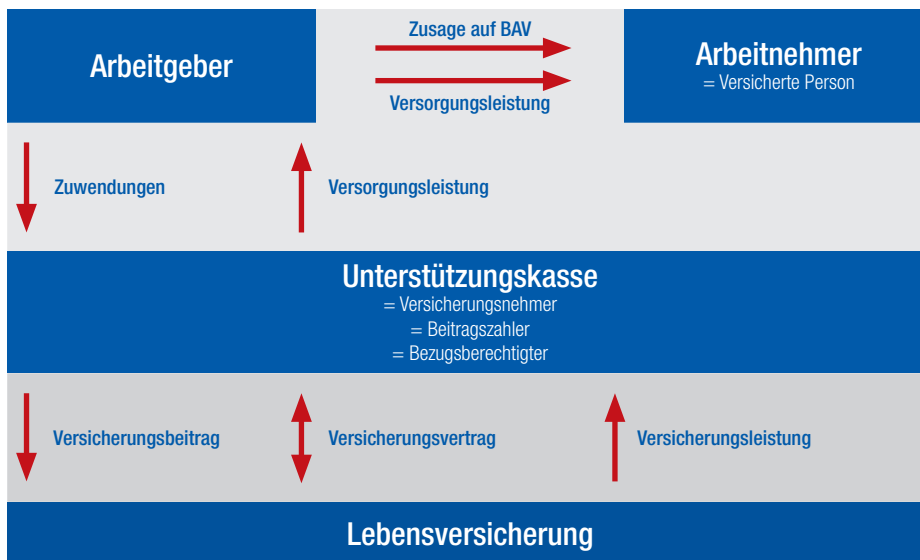 Arbeitgeber
Zusage auf BAV
Versorgungsleistung
Arbeitnehmer
= Versicherte Person
Zuwendungen
Versorgungsleistung
Unterstützungskasse
= Versicherungsnehmer
= Beitragszahler
= Bezugsberechtigter
Versicherungsbeitrag
Versicherungsvertrag
Versicherungsleistung
Lebensversicherung